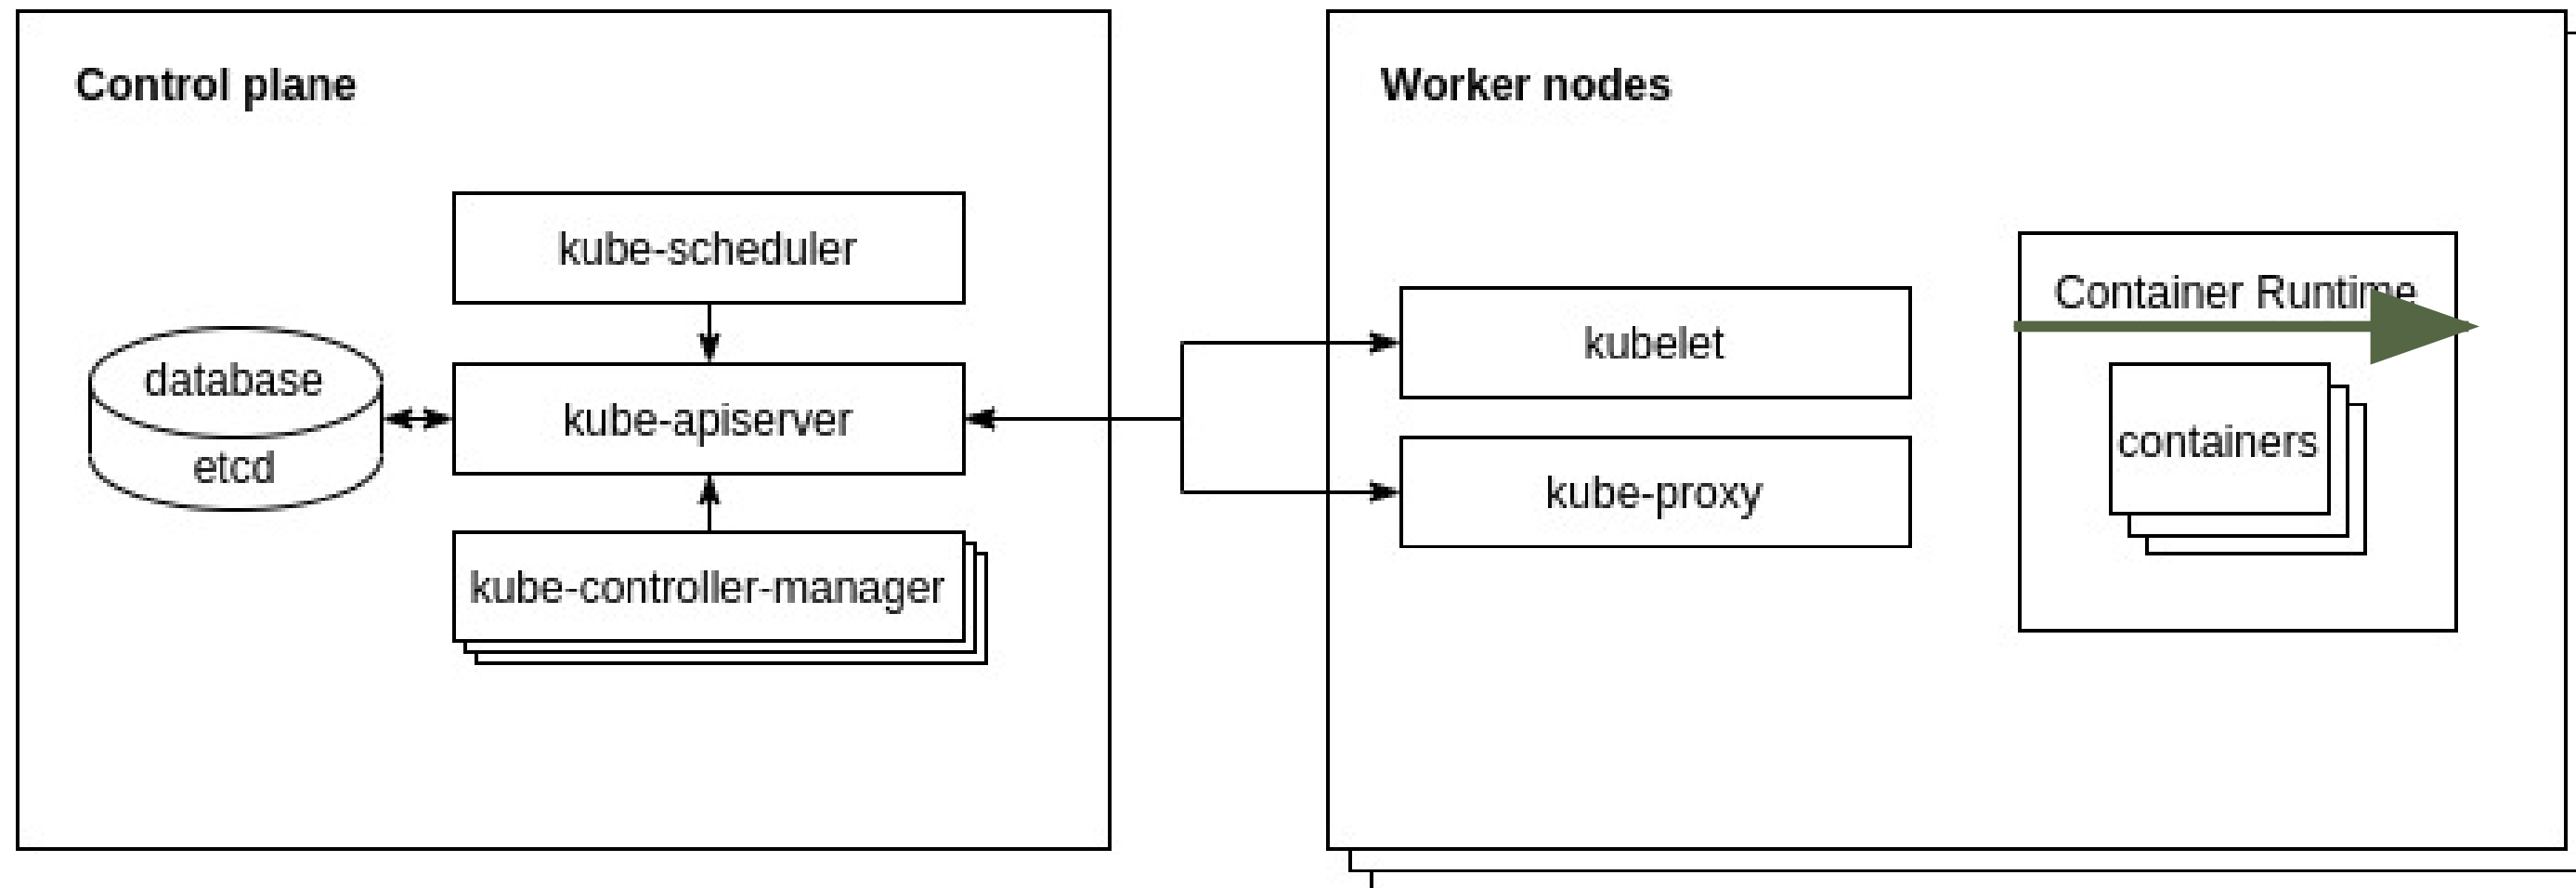 Control plane
kube-scheduler
database
etcd
kube-apiserver
kube-controller-manager
Worker nodes
kubelet
kube-proxy
Container Runtime
containers